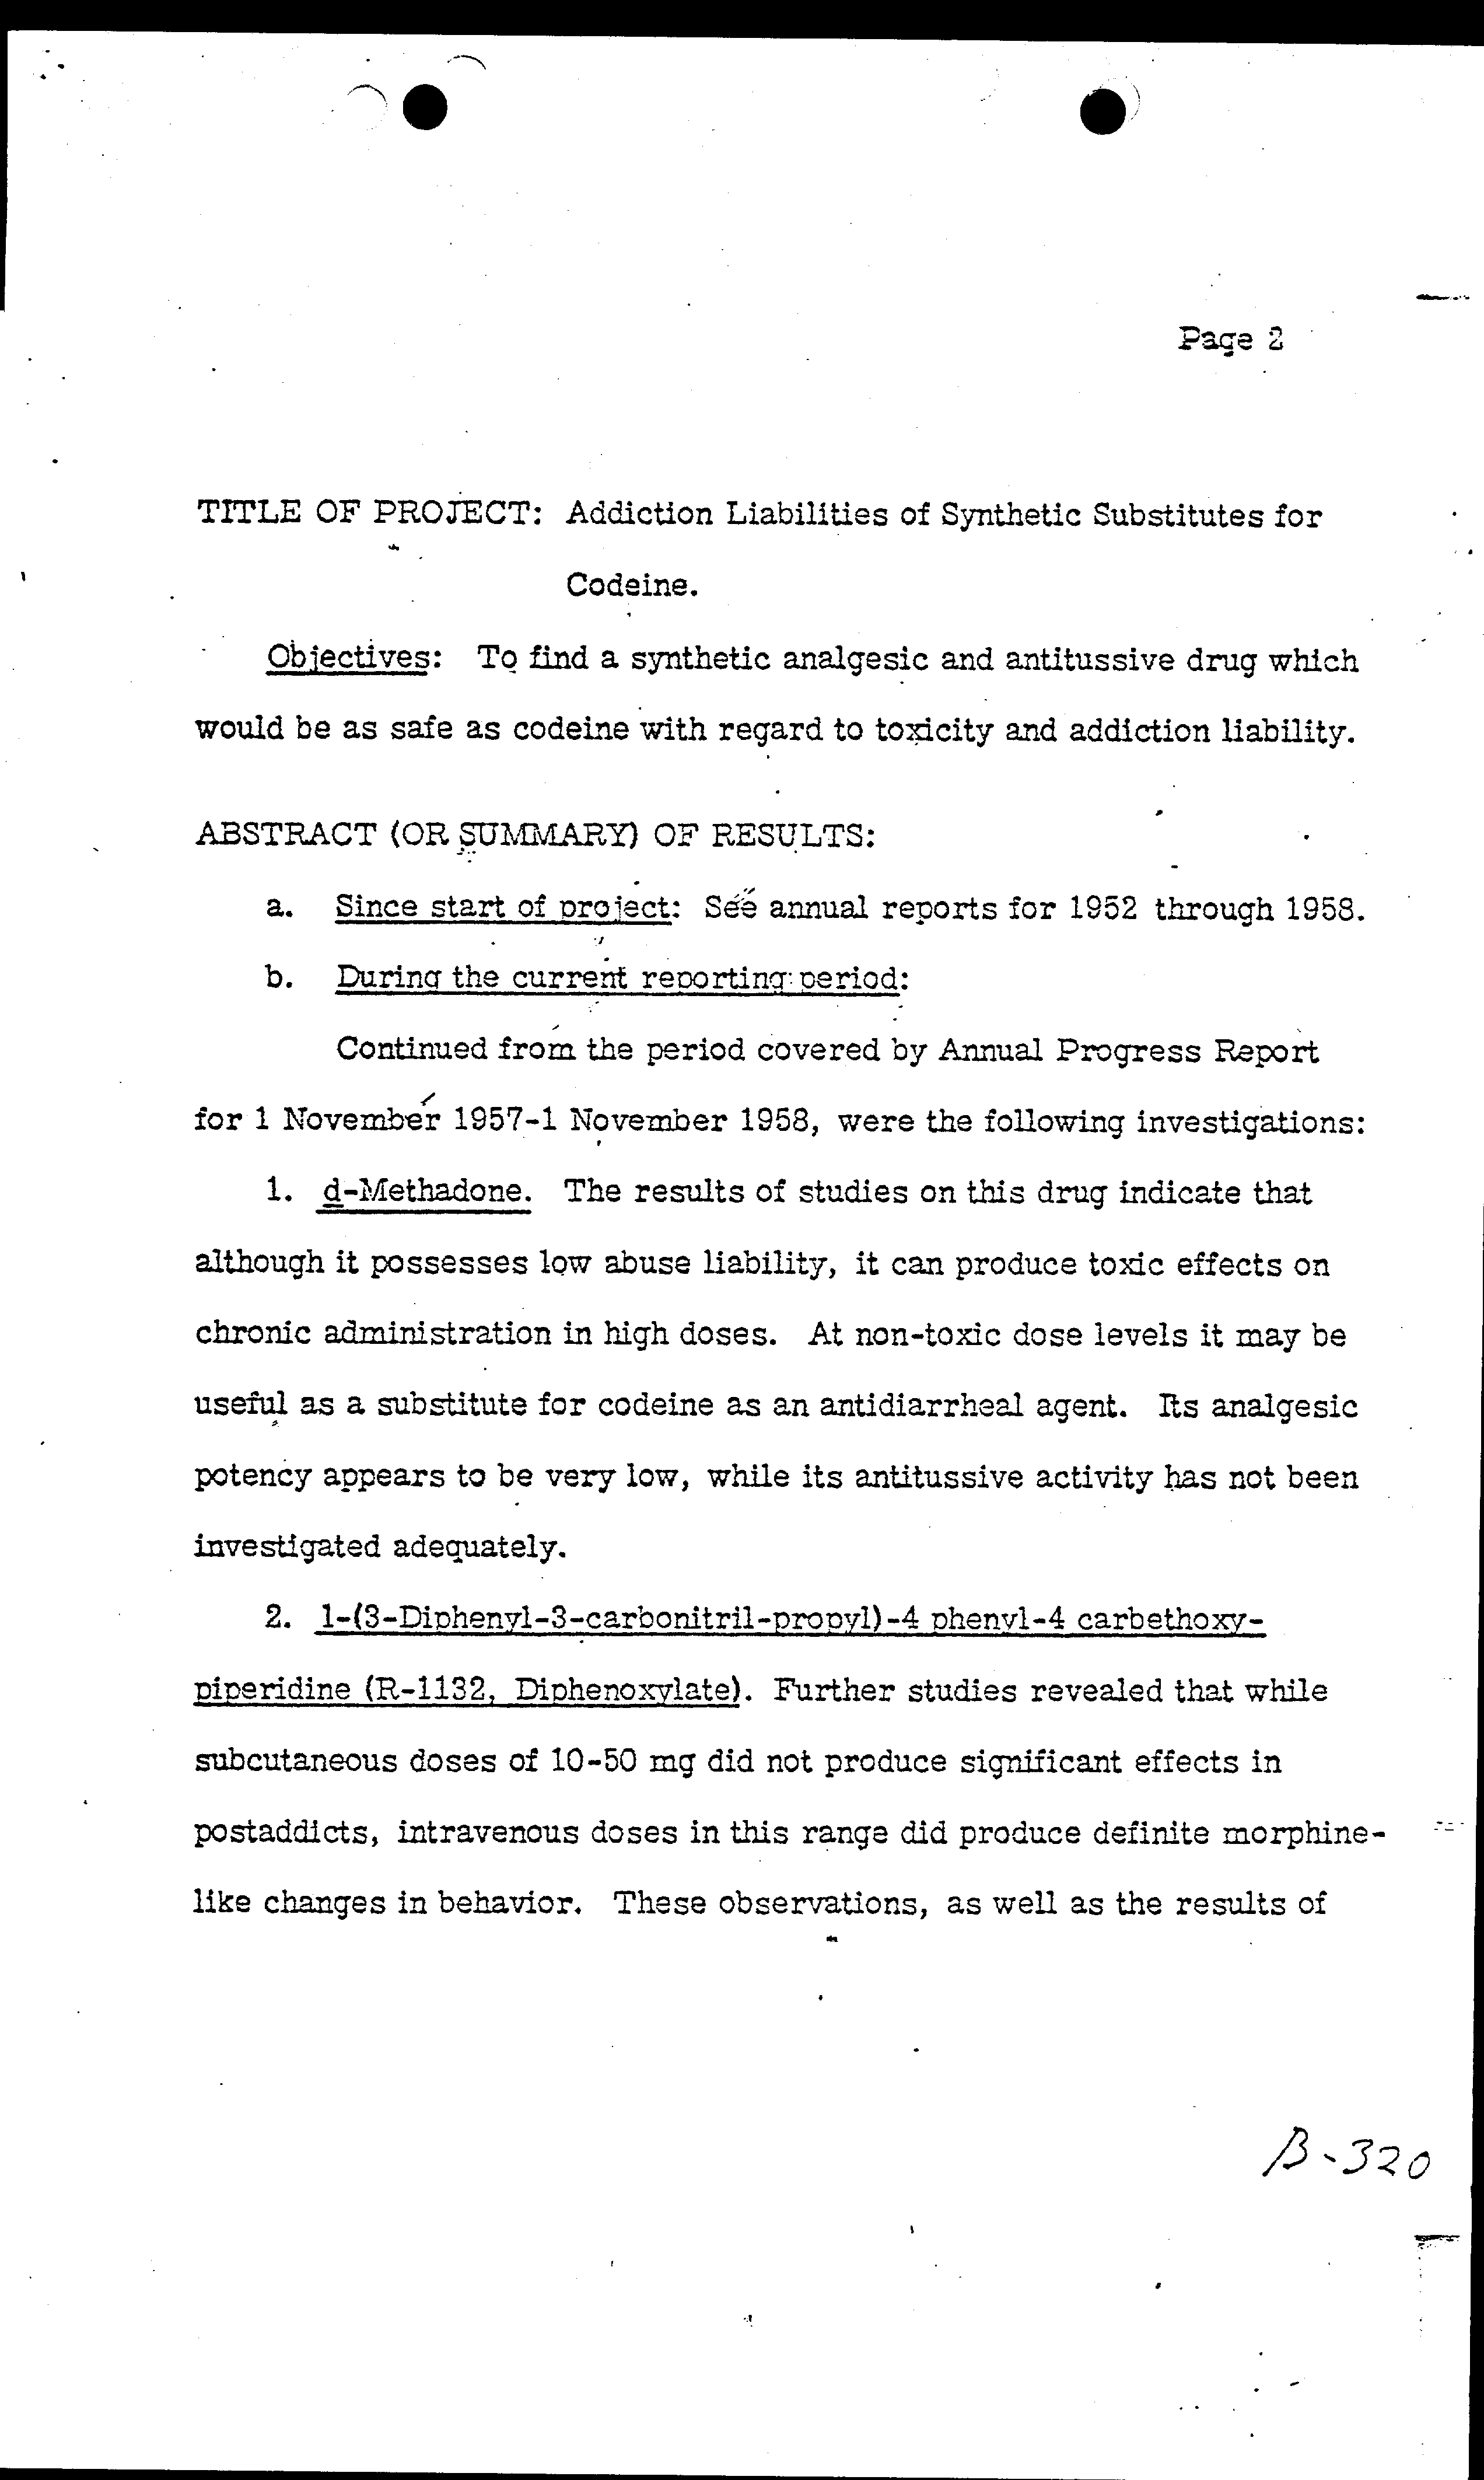 Page 2
TITLE OF PROJECT: Addiction Liabilities of Synthetic Substitutes for
Codeine.
Objectives: To find a synthetic analgesic and antitussive drug which
would be as safe as codeine with regard to toxicity and addiction liability.
ABSTRACT (OR SUMMARY) OF RESULTS:
a. Since start of project: See annual reports for 1952 through 1958.
b. During the current reporting period:
Continued from the period covered by Annual Progress Report
for 1 November 1957-1 November 1958, were the following investigations:
1. d-Methadone. The results of studies on this drug indicate that
although it possesses low abuse liability, it can produce toxic effects on
chronic administration in high doses. At non-toxic dose levels it may be
useful as a substitute for codeine as an antidiarrheal agent. Its analgesic
potency appears to be very low, while its antitussive activity has not been
investigated adequately.
2. 1-(3-Diphenyl-3-carbonitril-propyl)-4 phenyl-4 carbethoxy-
piperidine (R-1132, Diphenoxylate). Further studies revealed that while
subcutaneous doses of 10-50 mg did not produce significant effects in
postaddicts, intravenous doses in this range did produce definite morphine-
like changes in behavior. These observations, as well as the results of
B-320